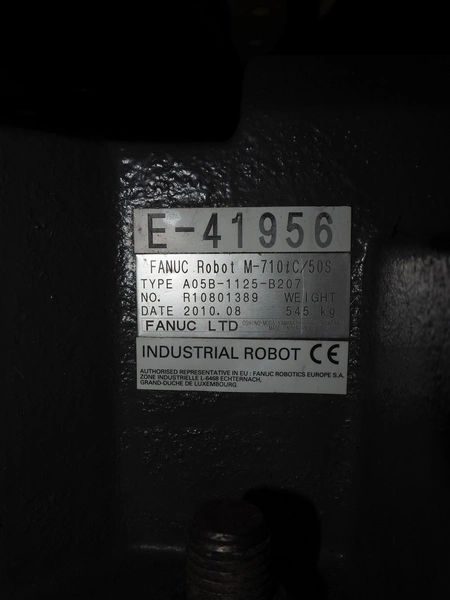 E-41956
FANUC Robot M-710iC/50S
TYPE A05B-1125-B207
NO. R10801389 WEIGHT
DATE 2010.08 545 kg
FANUC LTD
INDUSTRIAL ROBOT CE
AUTHORISED REPRESENTATIVE IN EU : FANUC ROBOTICS EUROPE S.A.
ZONE INDUSTRIELLE L-6468 ECHTERNACH,
GRAND-DUCHE DE LUXEMBOURG